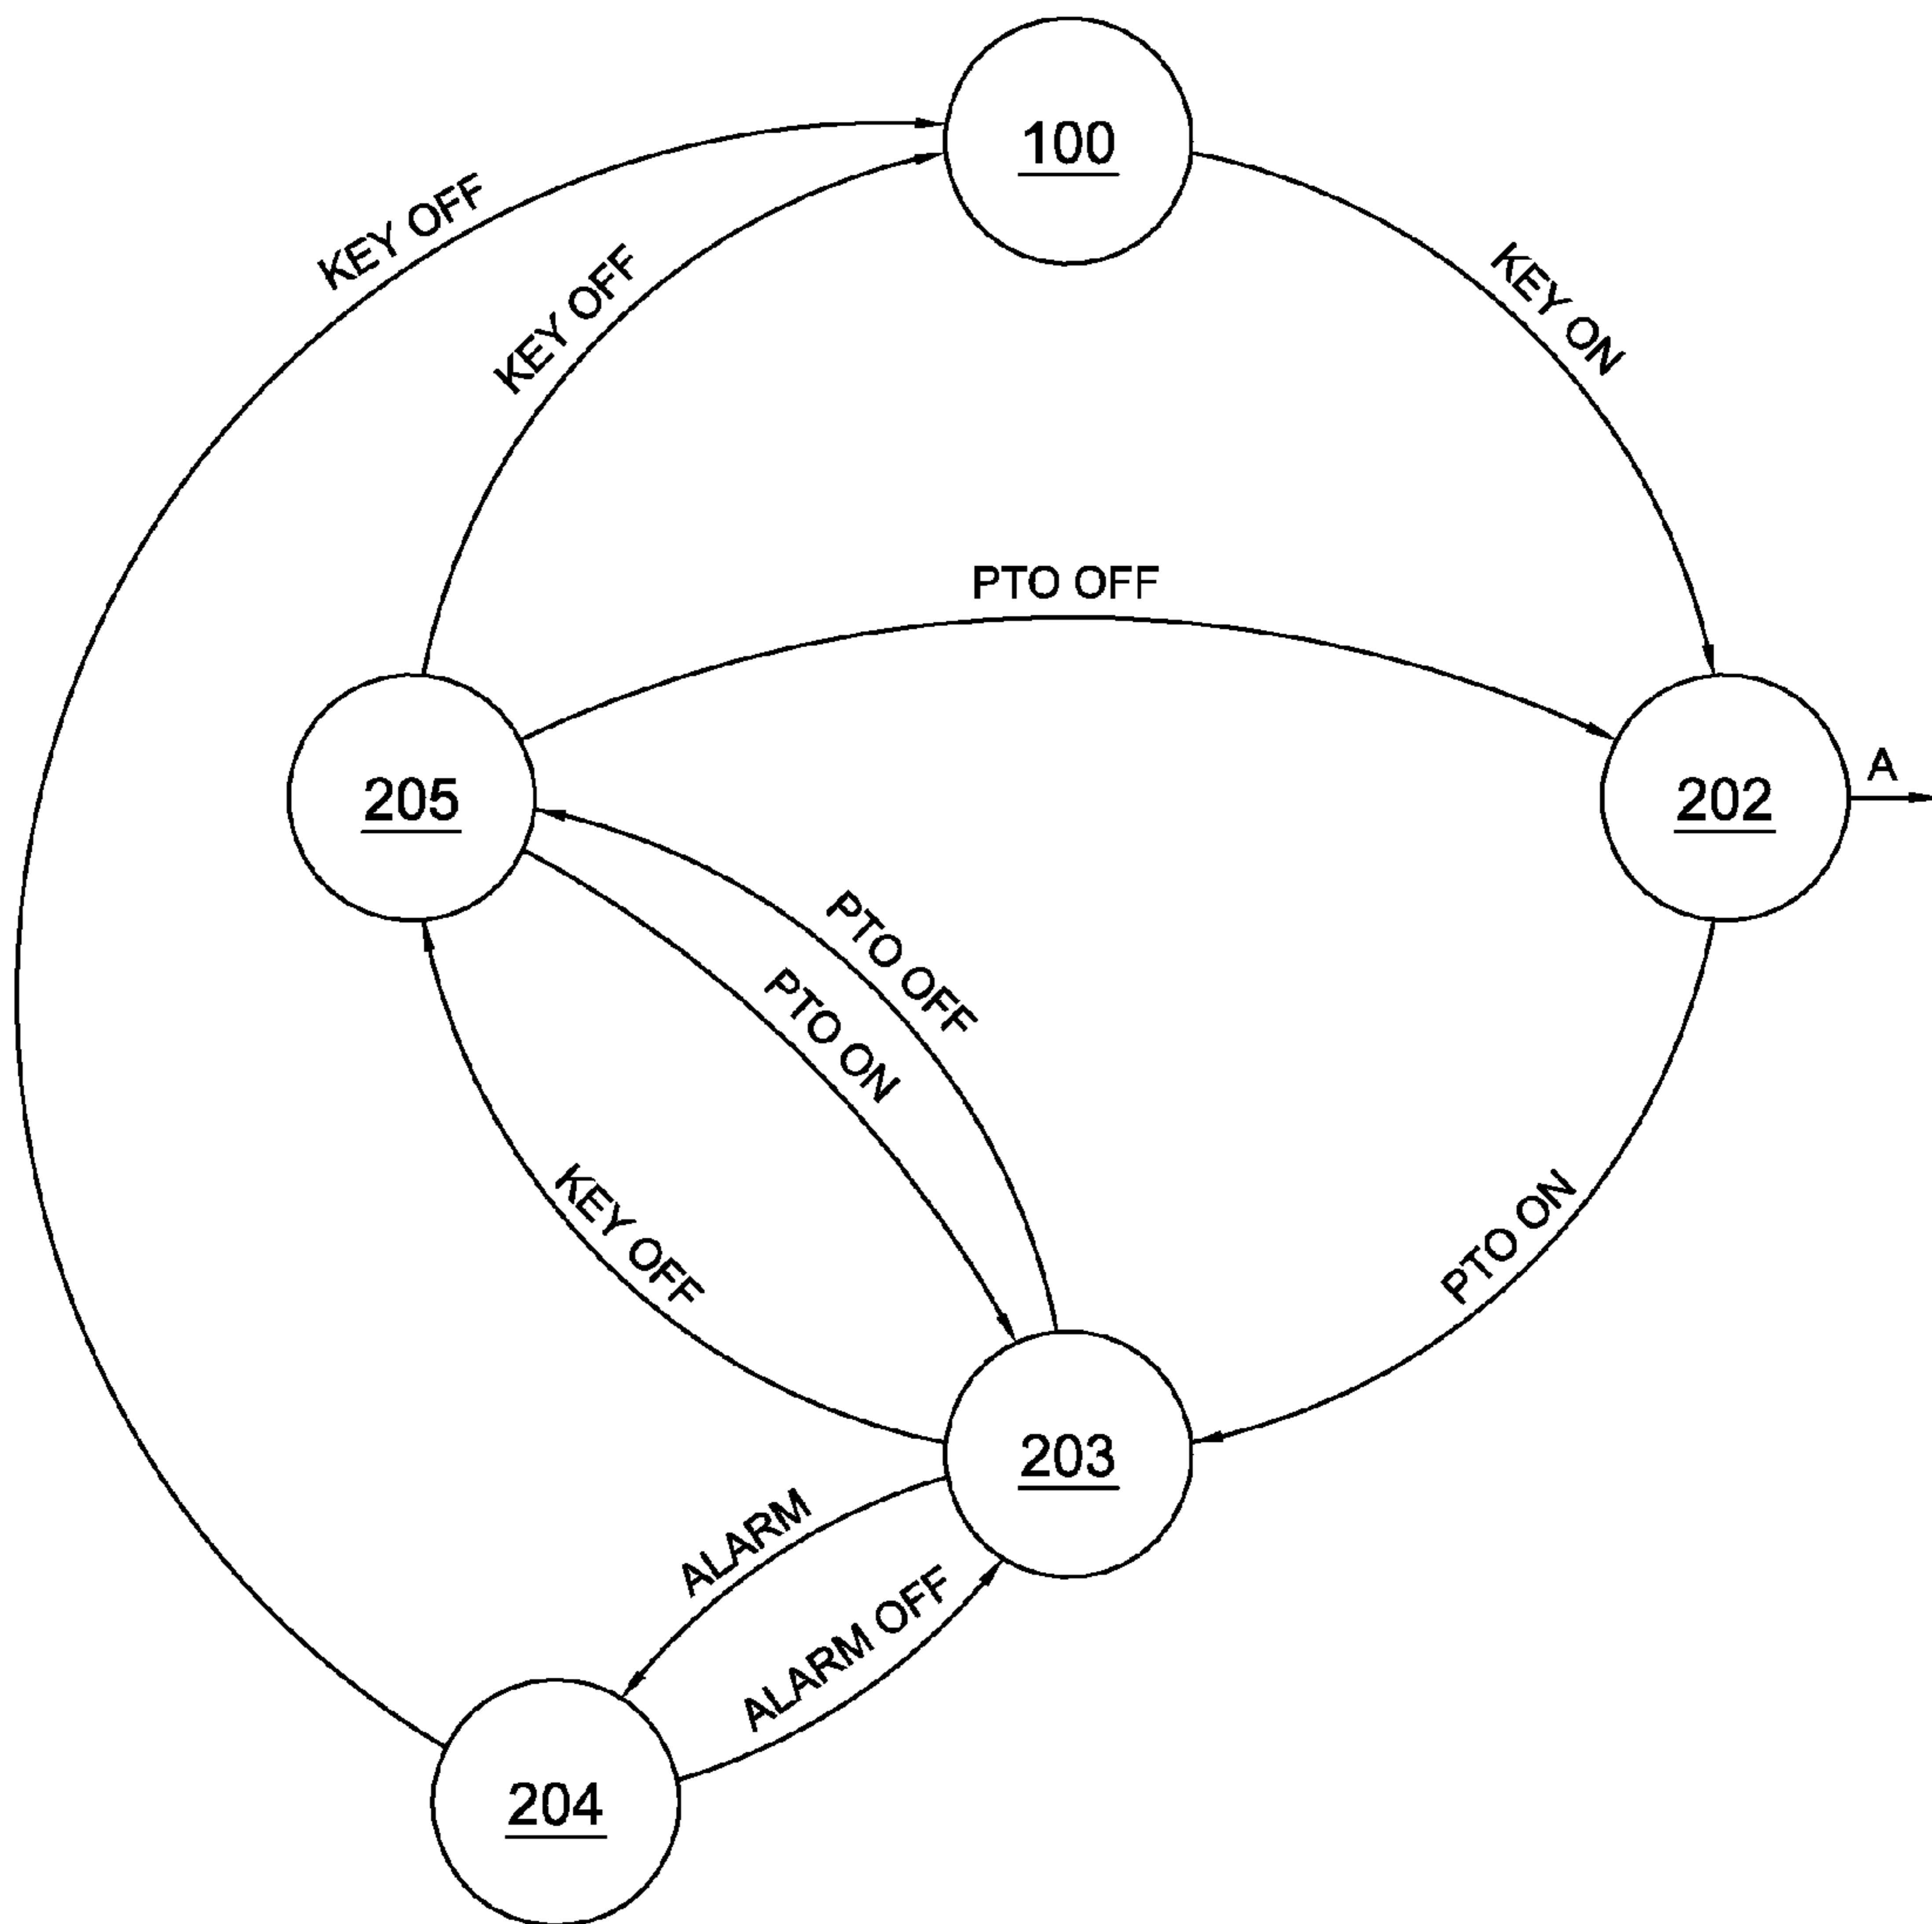 100
KEY OFF
KEY OFF
KEY ON
PTO OFF
A
205
202
PTO OFF
PTO ON
KEY OFF
PTO ON
203
ALARM
ALARM OFF
204